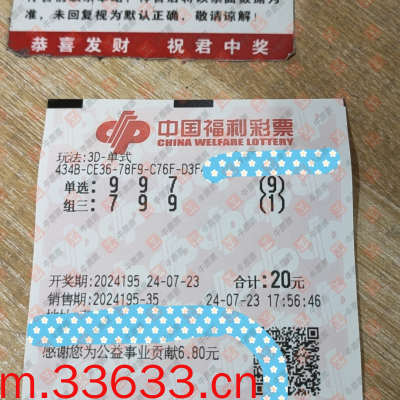 准，未回复视为默认正确，敬请谅解！
恭喜发财 祝君中奖
中国福利彩票
CHINA WELFARE LOTTERY
玩法:3D-单式
434B-CE36-78F9-C76F-D3F
单选: 9 9 7 (9)
组三: 7 9 9 (1)
开奖期:2024195 24-07-23 合计:20元
销售期:2024195-35 24-07-23 17:56:46
感谢您为公益事业贡献6.80元
m.33633.cn